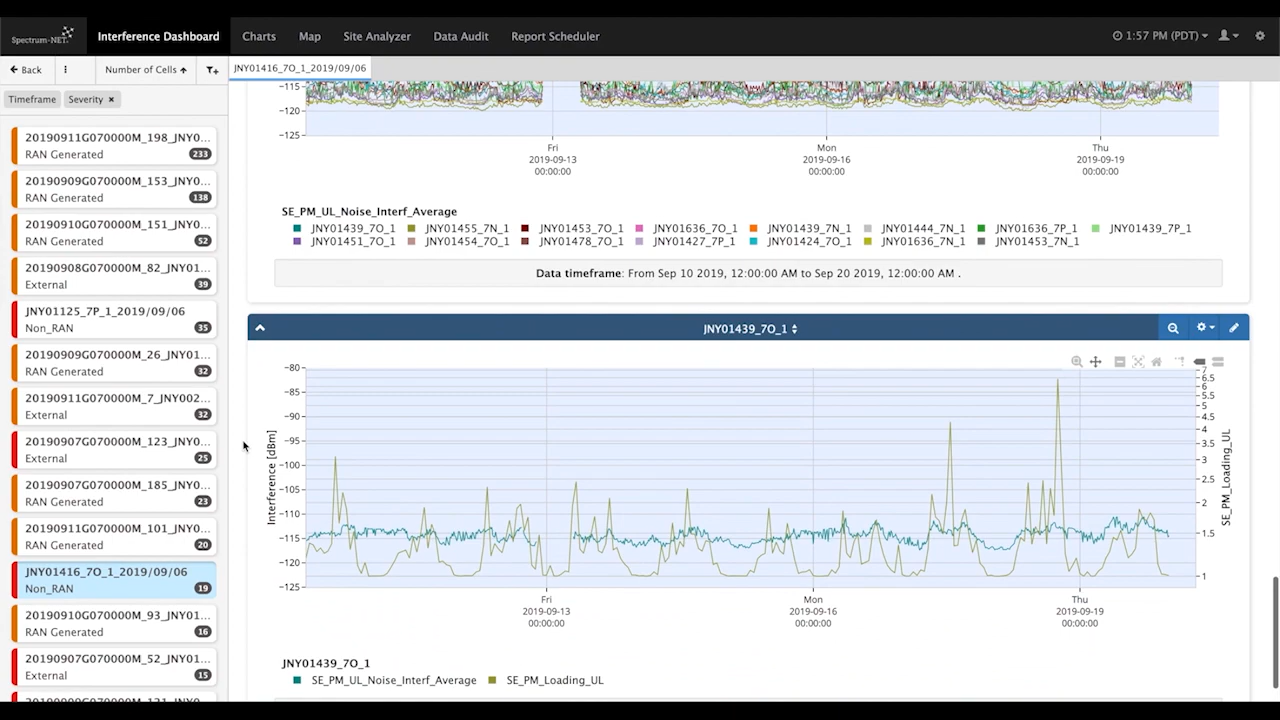 Spectrum-NET
Interference Dashboard
Charts
Map
Site Analyzer
Data Audit
Report Scheduler
1:57 PM (PDT)
Back
Number of Cells
JNY01416_7O_1_2019/09/06
Timeframe
Severity ×
20190911G070000M_198_JNY0...
RAN Generated 233
20190909G070000M_153_JNY0...
RAN Generated 138
20190910G070000M_151_JNY0...
RAN Generated 52
20190908G070000M_82_JNY01...
External 39
JNY01125_7P_1_2019/09/06
Non_RAN 35
20190909G070000M_26_JNY01...
RAN Generated 32
20190911G070000M_7_JNY002...
External 32
20190907G070000M_123_JNY0...
External 25
20190907G070000M_185_JNY0...
RAN Generated 23
20190911G070000M_101_JNY0...
RAN Generated 20
JNY01416_7O_1_2019/09/06
Non_RAN 19
20190910G070000M_93_JNY01...
RAN Generated 16
20190907G070000M_52_JNY01...
External 15
−115
−120
−125
Fri Mon Thu
2019-09-13 2019-09-16 2019-09-19
00:00:00 00:00:00 00:00:00
SE_PM_UL_Noise_Interf_Average
JNY01439_7O_1 JNY01455_7N_1 JNY01453_7O_1 JNY01636_7O_1 JNY01439_7N_1 JNY01444_7N_1 JNY01636_7P_1 JNY01439_7P_1
JNY01451_7O_1 JNY01454_7O_1 JNY01478_7O_1 JNY01427_7P_1 JNY01424_7O_1 JNY01636_7N_1 JNY01453_7N_1
Data timeframe: From Sep 10 2019, 12:00:00 AM to Sep 20 2019, 12:00:00 AM .
JNY01439_7O_1
−80
−85
−90
−95
−100
−105
−110
−115
−120
−125
Interference [dBm]
7
6.5
6
5.5
5
4.5
4
3.5
3
2.5
2
1.5
1
SE_PM_Loading_UL
Fri Mon Thu
2019-09-13 2019-09-16 2019-09-19
00:00:00 00:00:00 00:00:00
JNY01439_7O_1
SE_PM_UL_Noise_Interf_Average SE_PM_Loading_UL